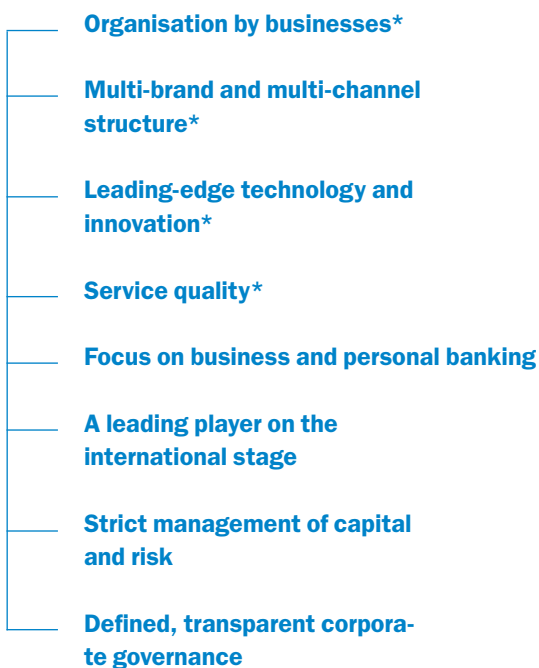 Organisation by businesses*
Multi-brand and multi-channel
structure*
Leading-edge technology and
innovation*
Service quality*
Focus on business and personal banking
A leading player on the
international stage
Strict management of capital
and risk
Defined, transparent corpora-
te governance